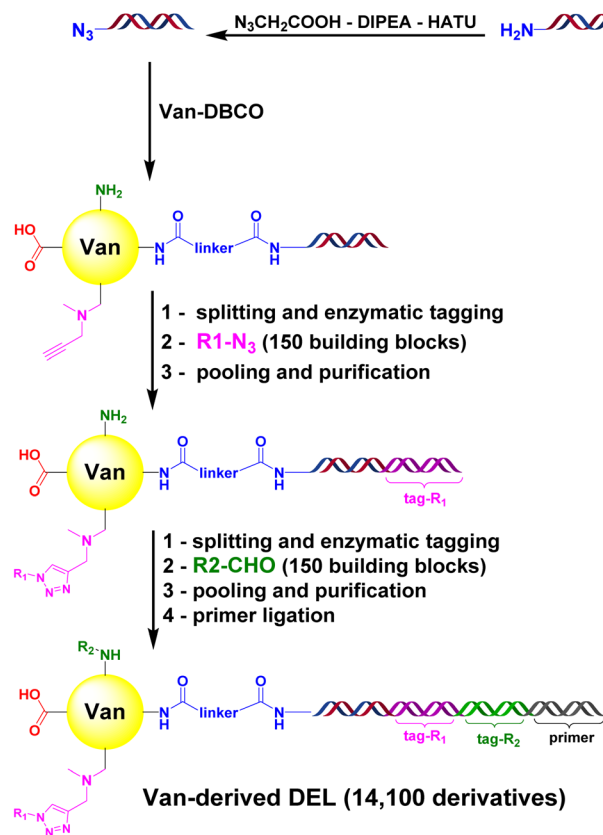 N3 N3CH2COOH - DIPEA - HATU H2N
Van-DBCO
NH2
HO O Van N H O linker O N H
N
1 - splitting and enzymatic tagging
2 - R1-N3 (150 building blocks)
3 - pooling and purification
NH2
HO O Van N H O linker O N H
tag-R1
N
R1 N N N
1 - splitting and enzymatic tagging
2 - R2-CHO (150 building blocks)
3 - pooling and purification
4 - primer ligation
R2 NH
HO O Van N H O linker O N H
tag-R1 tag-R2 primer
N
R1 N N N
Van-derived DEL (14,100 derivatives)